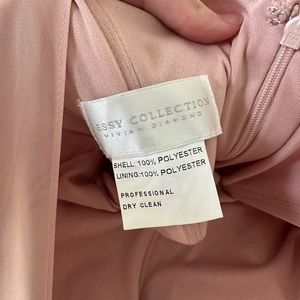 ESSY COLLECTION
VIVIAN DIAMOND
SHELL: 100% POLYESTER
LINING:100% POLYESTER
PROFESSIONAL
DRY CLEAN